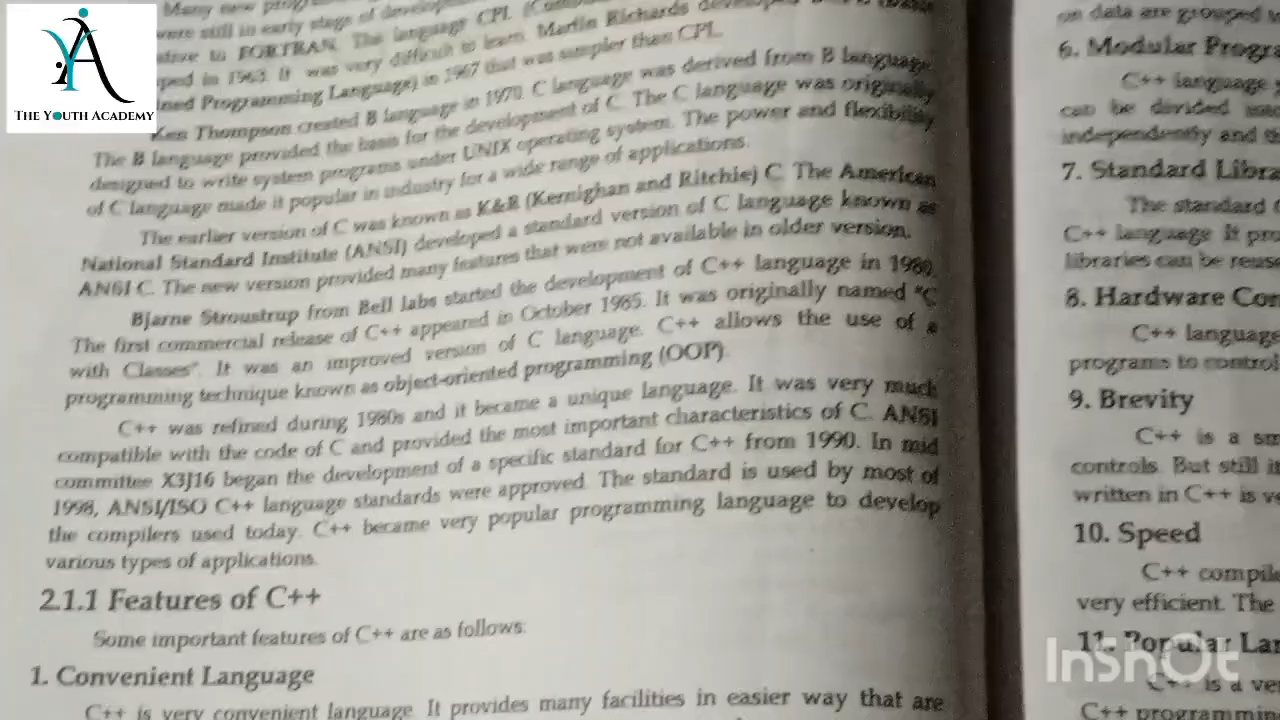 THE YOUTH ACADEMY
Many new
were still in early stage of
to FORTRAN. The language CPL
in 1963. It was very difficult to learn. Martin Richards
Programming Language) in 1967 that was simpler than CPL.
Ken Thompson created B language in 1970. C language was derived from B language.
The B language provided the basis for the development of C. The C language was originally
designed to write system programs under UNIX operating system. The power and flexibility
of C language made it popular in industry for a wide range of applications.
The earlier version of C was known as K&R (Kernighan and Ritchie) C. The American
National Standard Institute (ANSI) developed a standard version of C language known as
ANSI C. The new version provided many features that were not available in older version.
Bjarne Stroustrup from Bell labs started the development of C++ language in 1980.
The first commercial release of C++ appeared in October 1985. It was originally named "C
with Classes". It was an improved version of C language. C++ allows the use of a
programming technique known as object-oriented programming (OOP).
C++ was refined during 1980s and it became a unique language. It was very much
compatible with the code of C and provided the most important characteristics of C. ANSI
committee X3J16 began the development of a specific standard for C++ from 1990. In mid
1998, ANSI/ISO C++ language standards were approved. The standard is used by most of
the compilers used today. C++ became very popular programming language to develop
various types of applications.
2.1.1 Features of C++
Some important features of C++ are as follows:
1. Convenient Language
C++ is very convenient language. It provides many facilities in easier way that are
on data are grouped
6. Modular Progra
C++ language
can be divided
independently and
7. Standard Libra
The standard
C++ language. It pro
libraries can be reuse
8. Hardware Con
C++ language
programs to control
9. Brevity
C++ is a sm
controls. But still it
written in C++ is ve
10. Speed
C++ compile
very efficient. The
11. Popular Lan
C++ is a ve
C++ programmin
InShOt